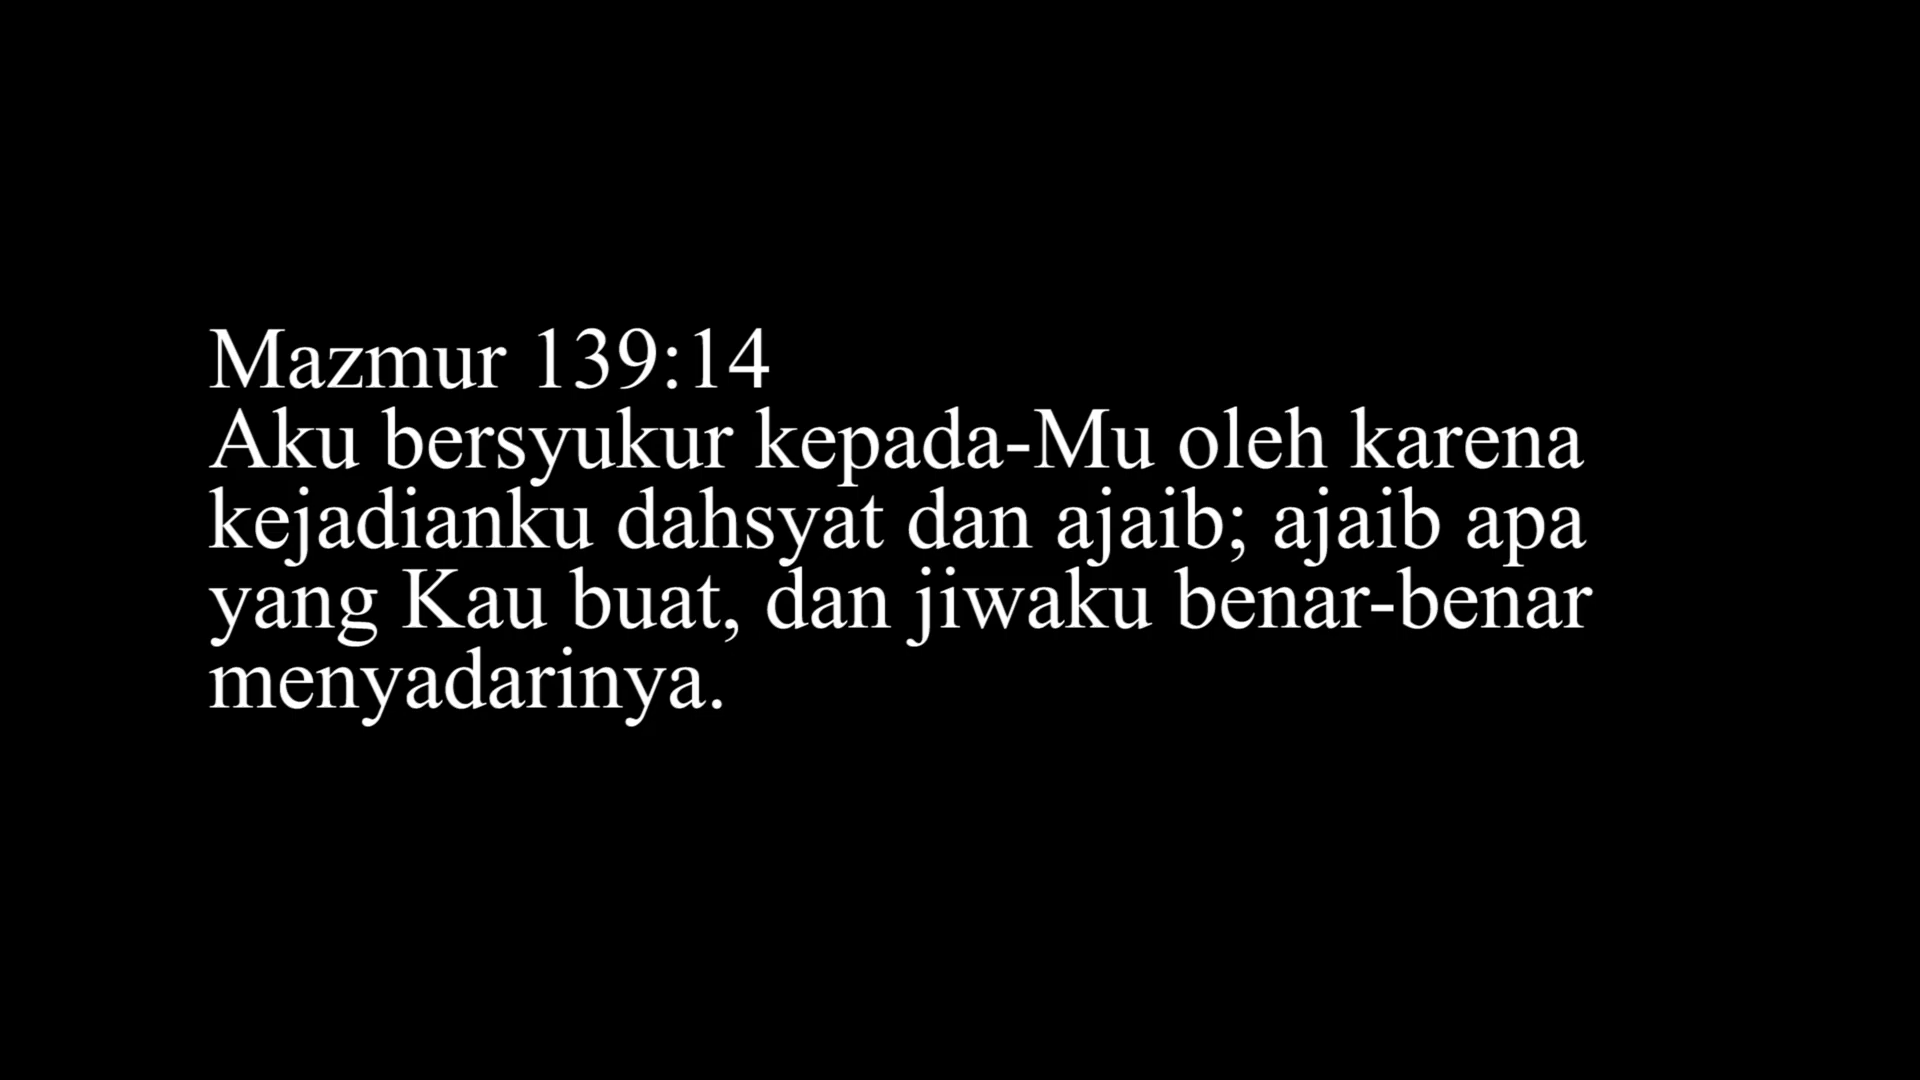 Mazmur 139:14
Aku bersyukur kepada-Mu oleh karena
kejadianku dahsyat dan ajaib; ajaib apa
yang Kau buat, dan jiwaku benar-benar
menyadarinya.